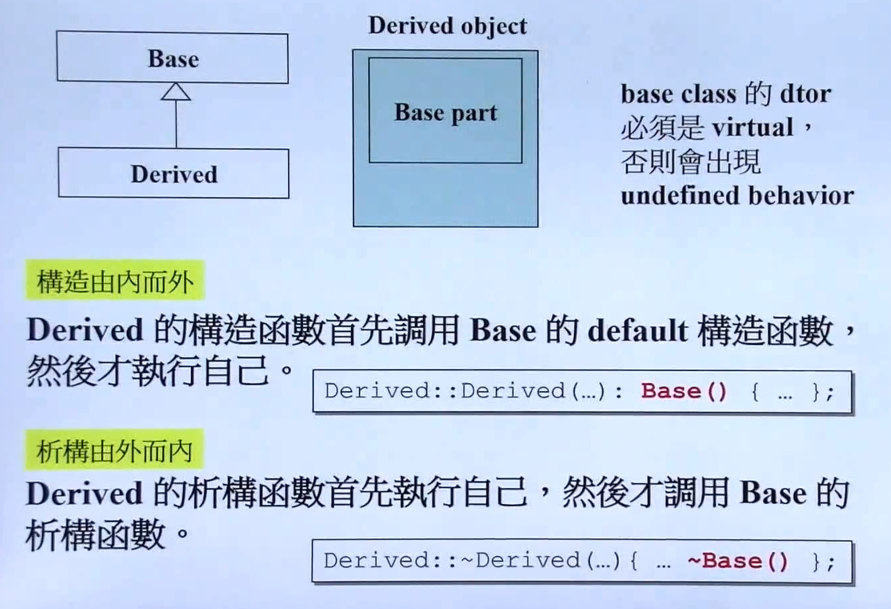 Base
Derived
Derived object
Base part
base class 的 dtor
必須是 virtual，
否則會出現
undefined behavior
構造由內而外
Derived 的構造函數首先調用 Base 的 default 構造函數，
然後才執行自己。
Derived::Derived(…): Base() { … };
析構由外而內
Derived 的析構函數首先執行自己，然後才調用 Base 的
析構函數。
Derived::~Derived(…){ … ~Base() };